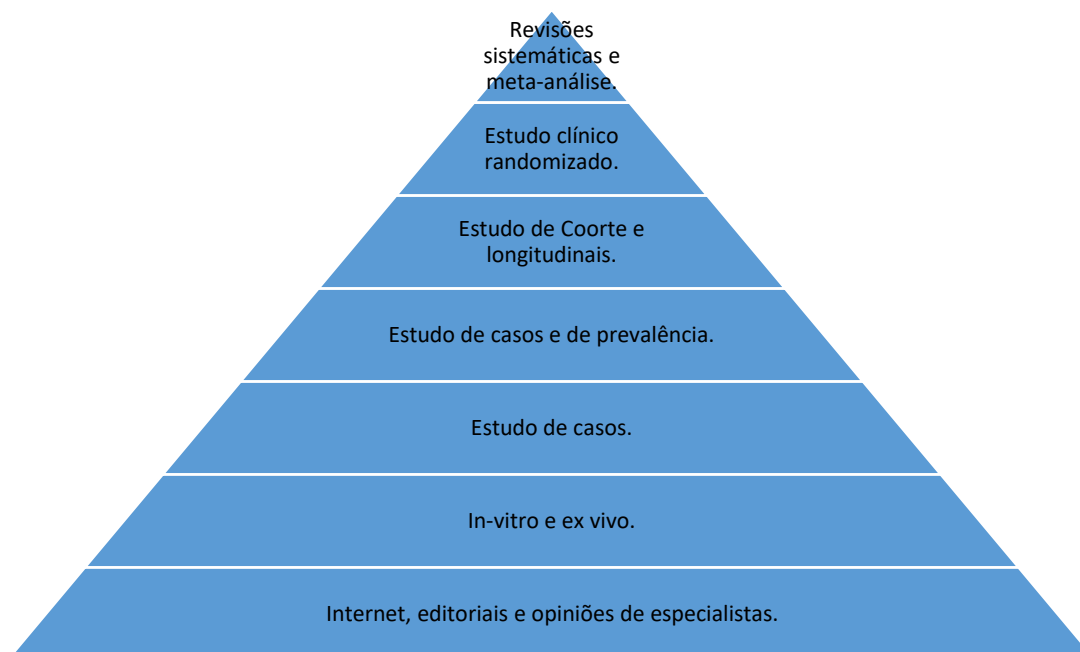 Revisões
sistemáticas e
meta-análise.
Estudo clínico
randomizado.
Estudo de Coorte e
longitudinais.
Estudo de casos e de prevalência.
Estudo de casos.
In-vitro e ex vivo.
Internet, editoriais e opiniões de especialistas.